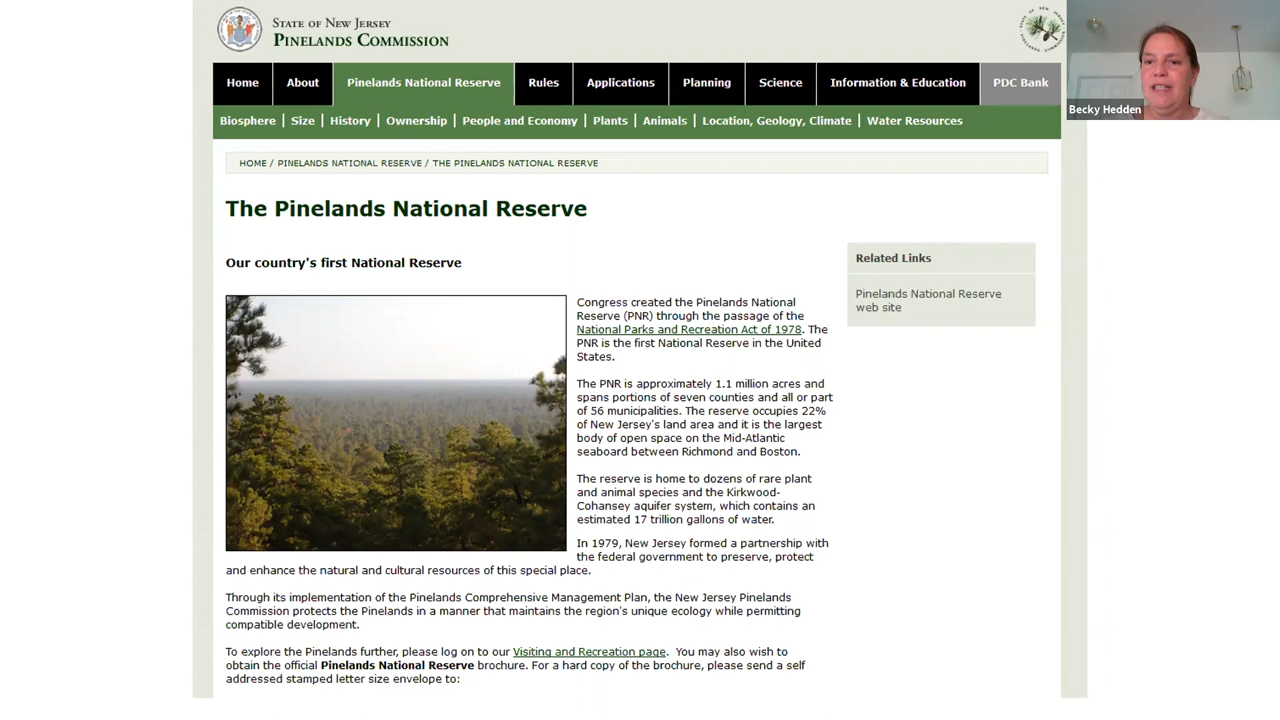 STATE OF NEW JERSEY
PINELANDS COMMISSION
Becky Hedden
Home About Pinelands National Reserve Rules Applications Planning Science Information & Education PDC Bank
Biosphere | Size | History | Ownership | People and Economy | Plants | Animals | Location, Geology, Climate | Water Resources
HOME / PINELANDS NATIONAL RESERVE / THE PINELANDS NATIONAL RESERVE
The Pinelands National Reserve
Our country's first National Reserve
Congress created the Pinelands National
Reserve (PNR) through the passage of the
National Parks and Recreation Act of 1978. The
PNR is the first National Reserve in the United
States.
The PNR is approximately 1.1 million acres and
spans portions of seven counties and all or part
of 56 municipalities. The reserve occupies 22%
of New Jersey's land area and it is the largest
body of open space on the Mid-Atlantic
seaboard between Richmond and Boston.
The reserve is home to dozens of rare plant
and animal species and the Kirkwood-
Cohansey aquifer system, which contains an
estimated 17 trillion gallons of water.
In 1979, New Jersey formed a partnership with
the federal government to preserve, protect
and enhance the natural and cultural resources of this special place.
Through its implementation of the Pinelands Comprehensive Management Plan, the New Jersey Pinelands
Commission protects the Pinelands in a manner that maintains the region's unique ecology while permitting
compatible development.
To explore the Pinelands further, please log on to our Visiting and Recreation page. You may also wish to
obtain the official Pinelands National Reserve brochure. For a hard copy of the brochure, please send a self
addressed stamped letter size envelope to:
Related Links
Pinelands National Reserve
web site